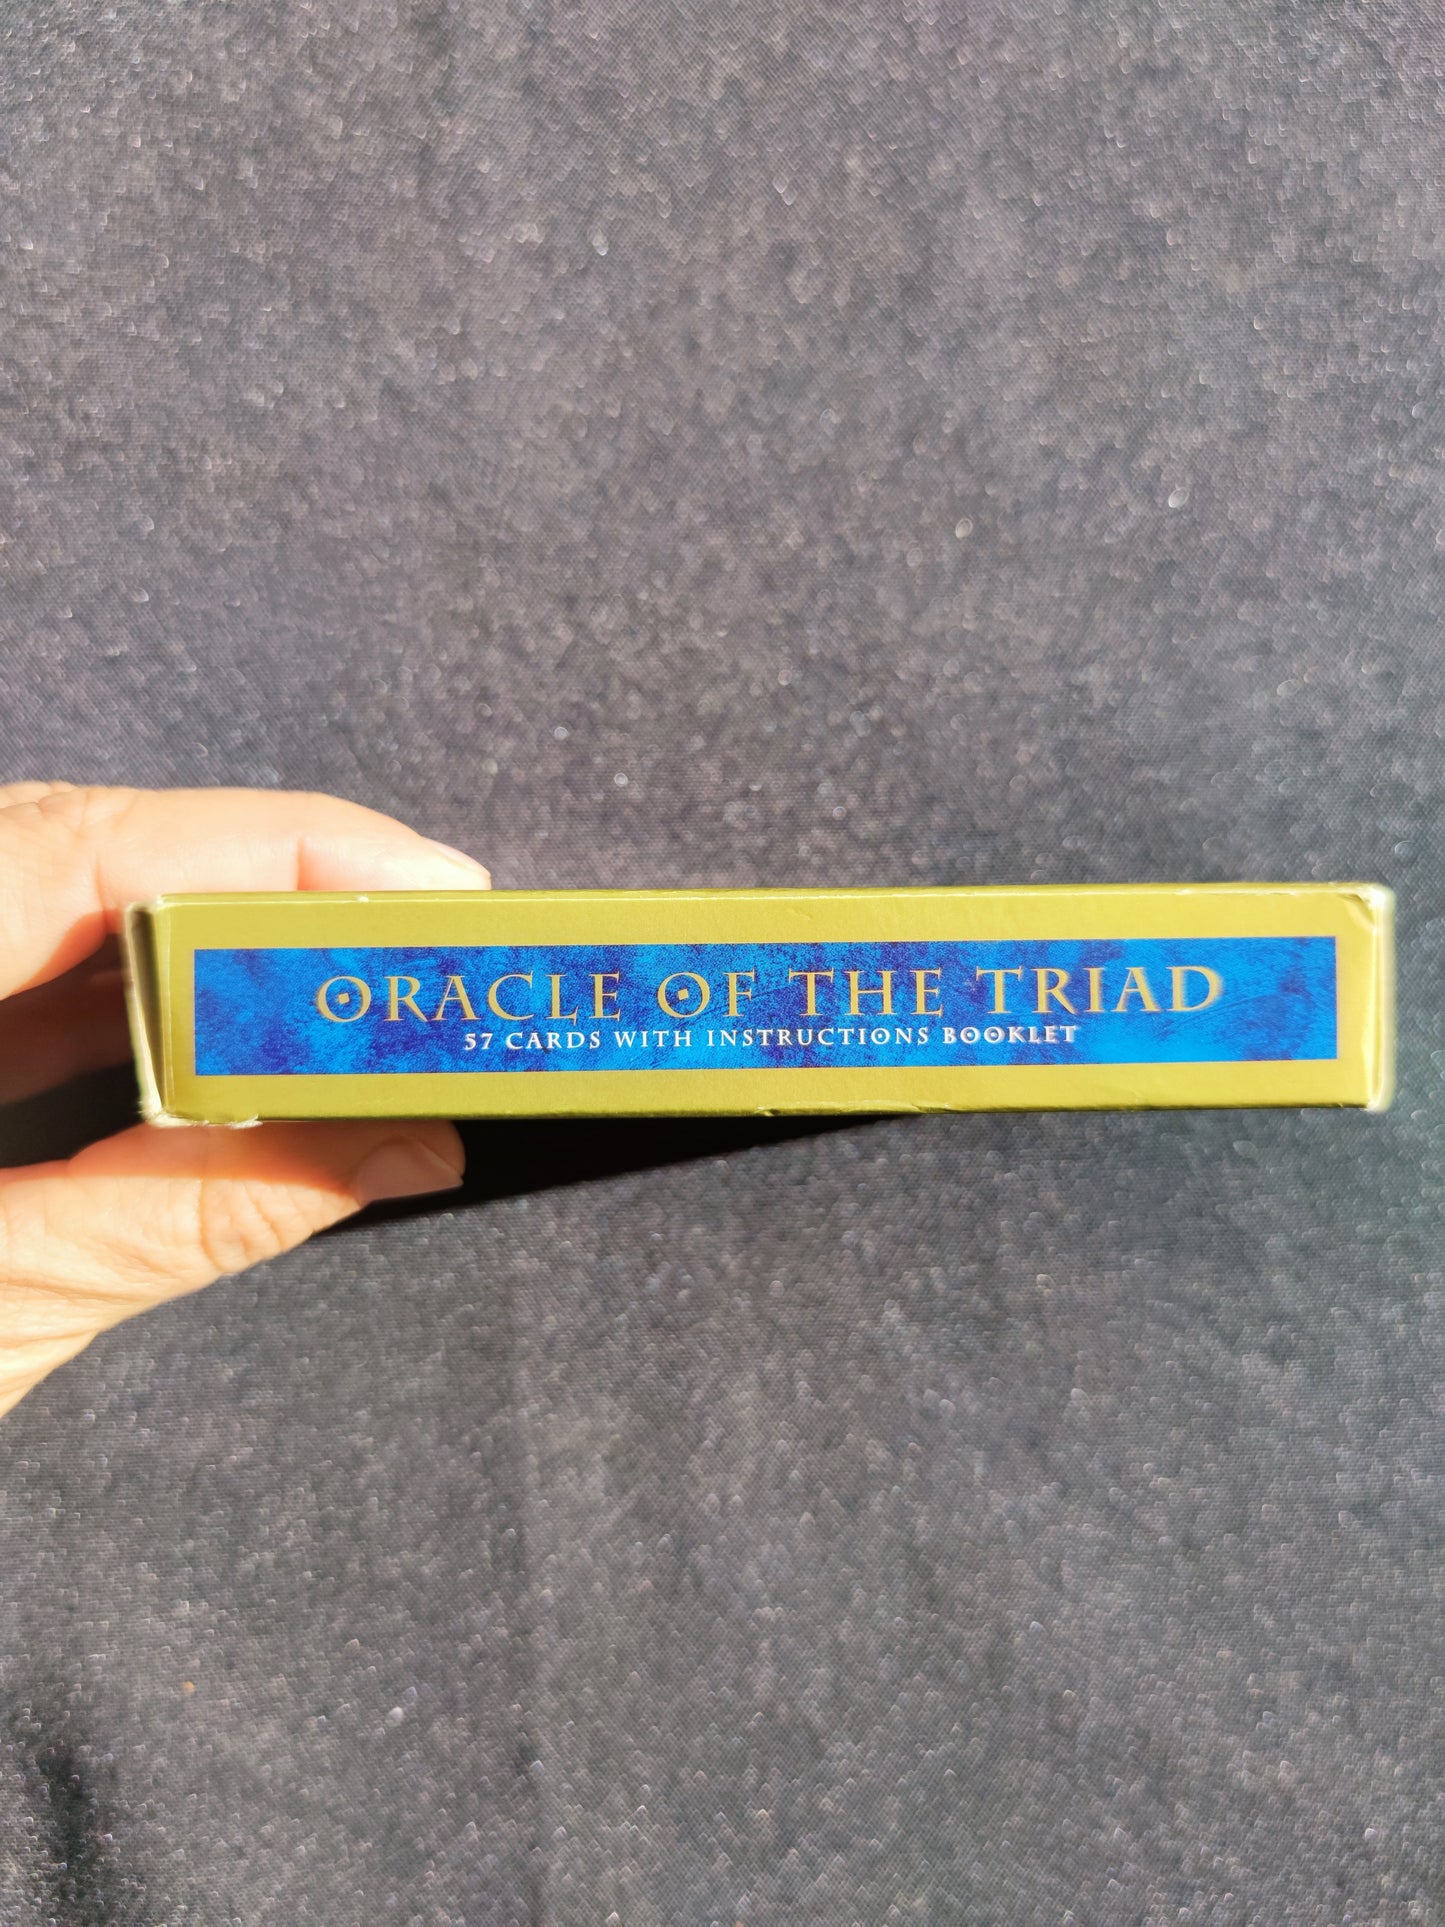 ORACLE OF THE TRIAD
57 CARDS WITH INSTRUCTIONS BOOKLET